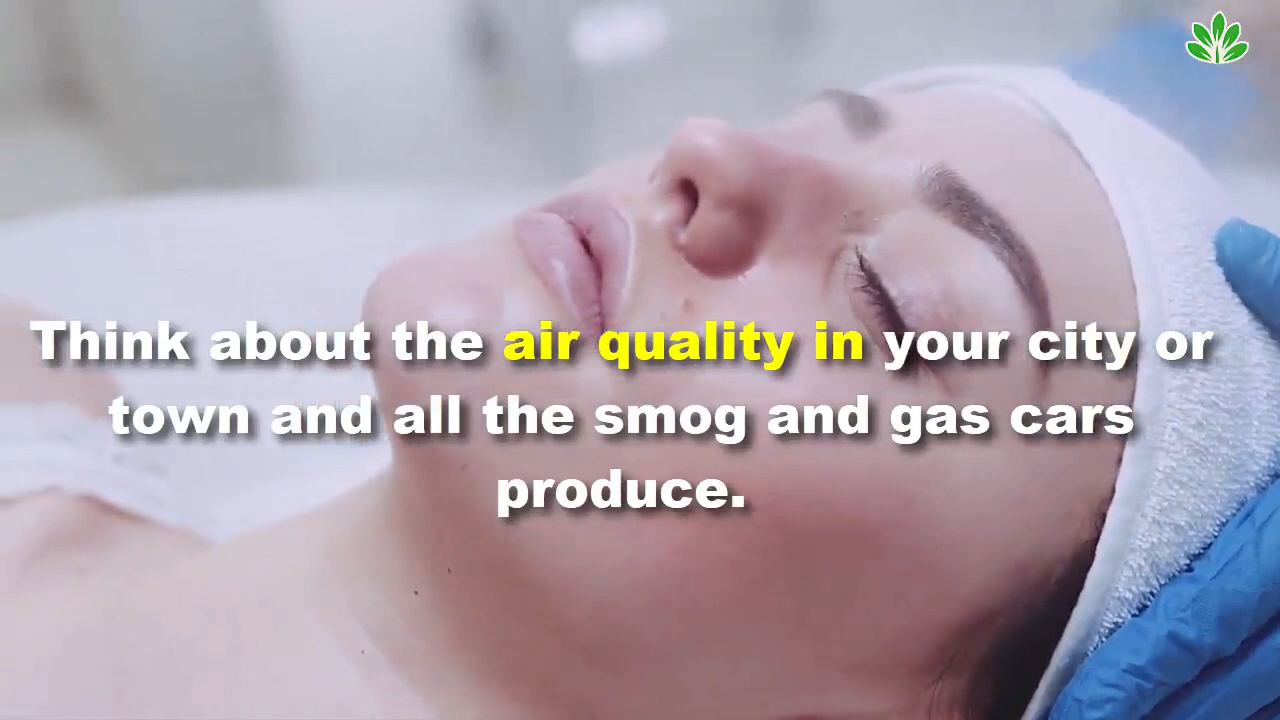 Think about the air quality in your city or
town and all the smog and gas cars
produce.